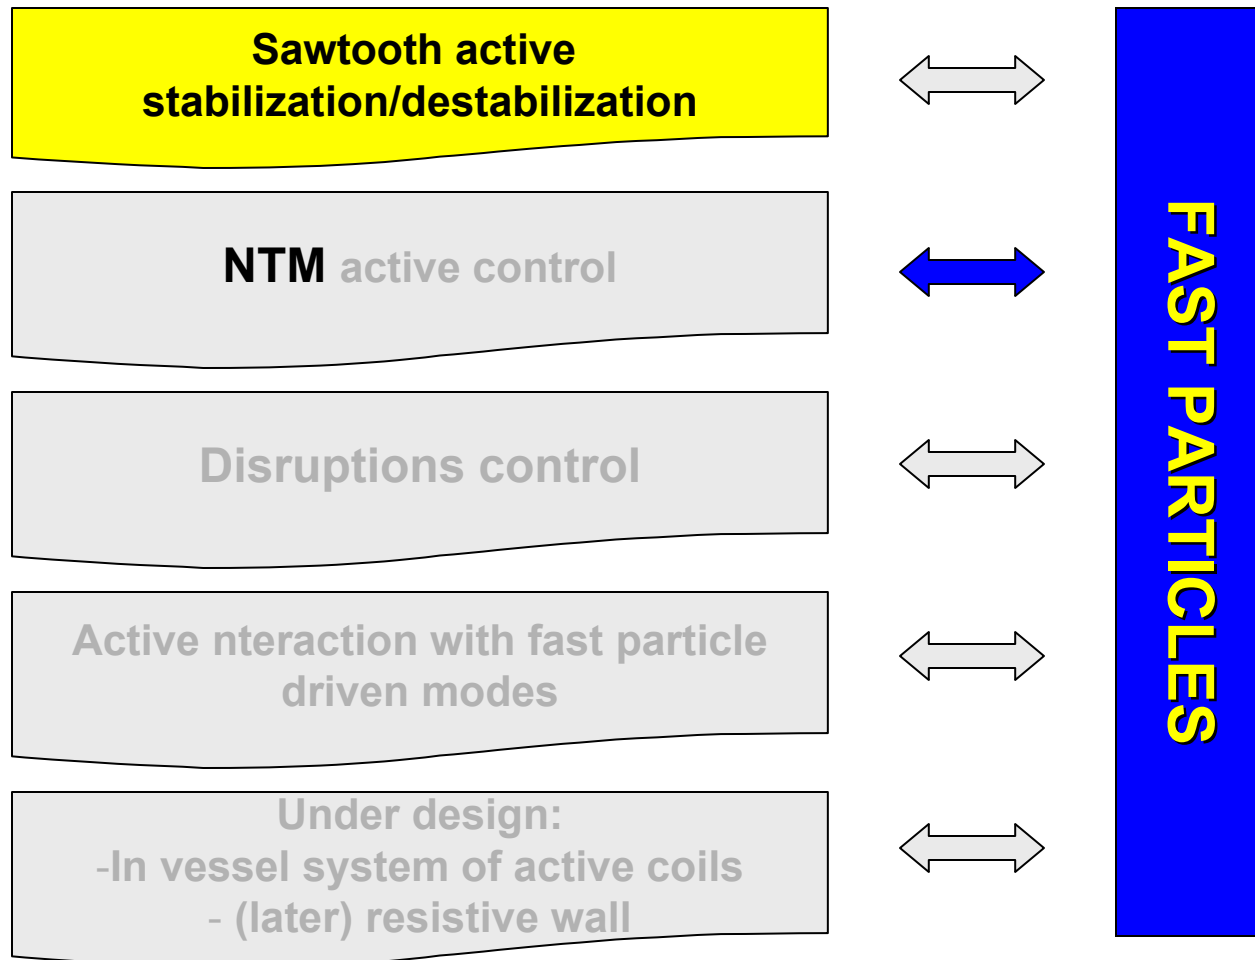 Sawtooth active
stabilization/destabilization
NTM active control
Disruptions control
Active nteraction with fast particle
driven modes
Under design:
-In vessel system of active coils
- (later) resistive wall
FAST PARTICLES